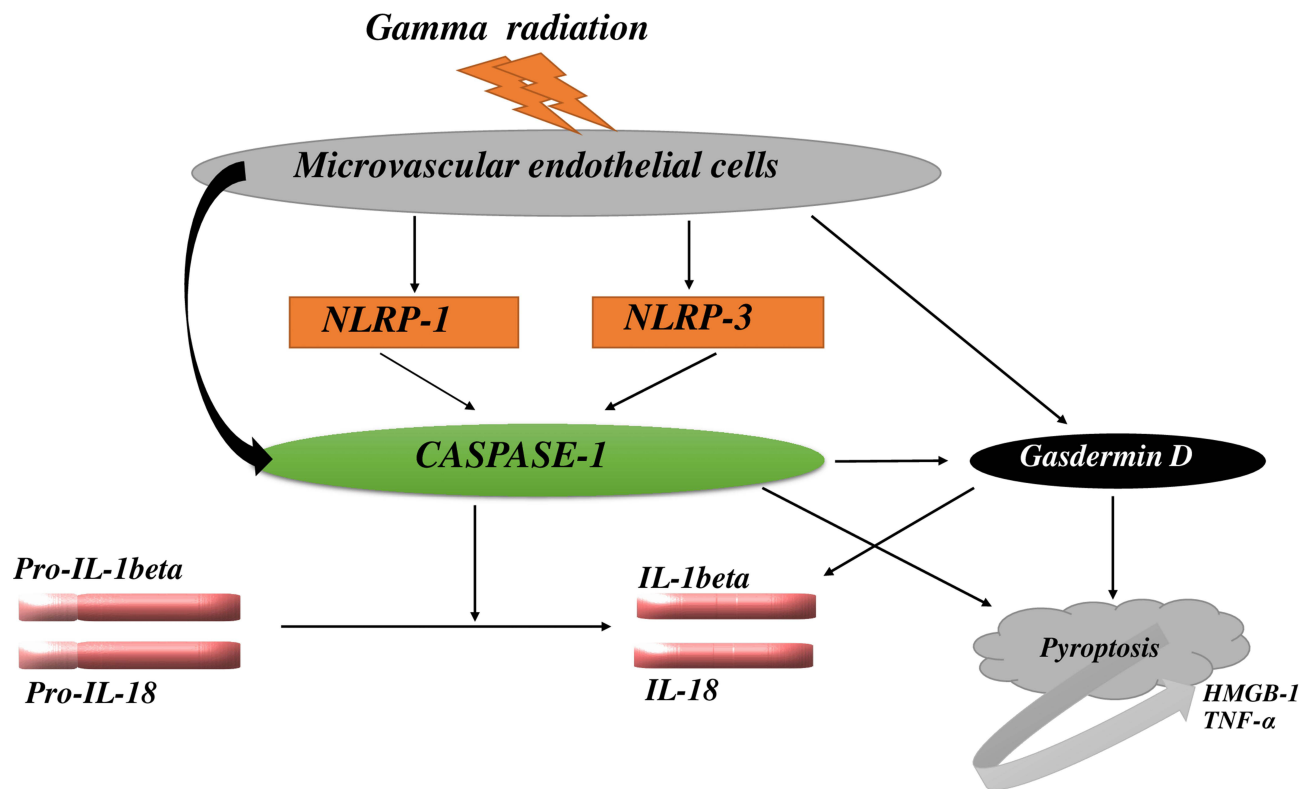 Gamma radiation
Microvascular endothelial cells
NLRP-1
NLRP-3
CASPASE-1
Gasdermin D
Pro-IL-1beta
Pro-IL-18
IL-1beta
IL-18
Pyroptosis
HMGB-1
TNF-α